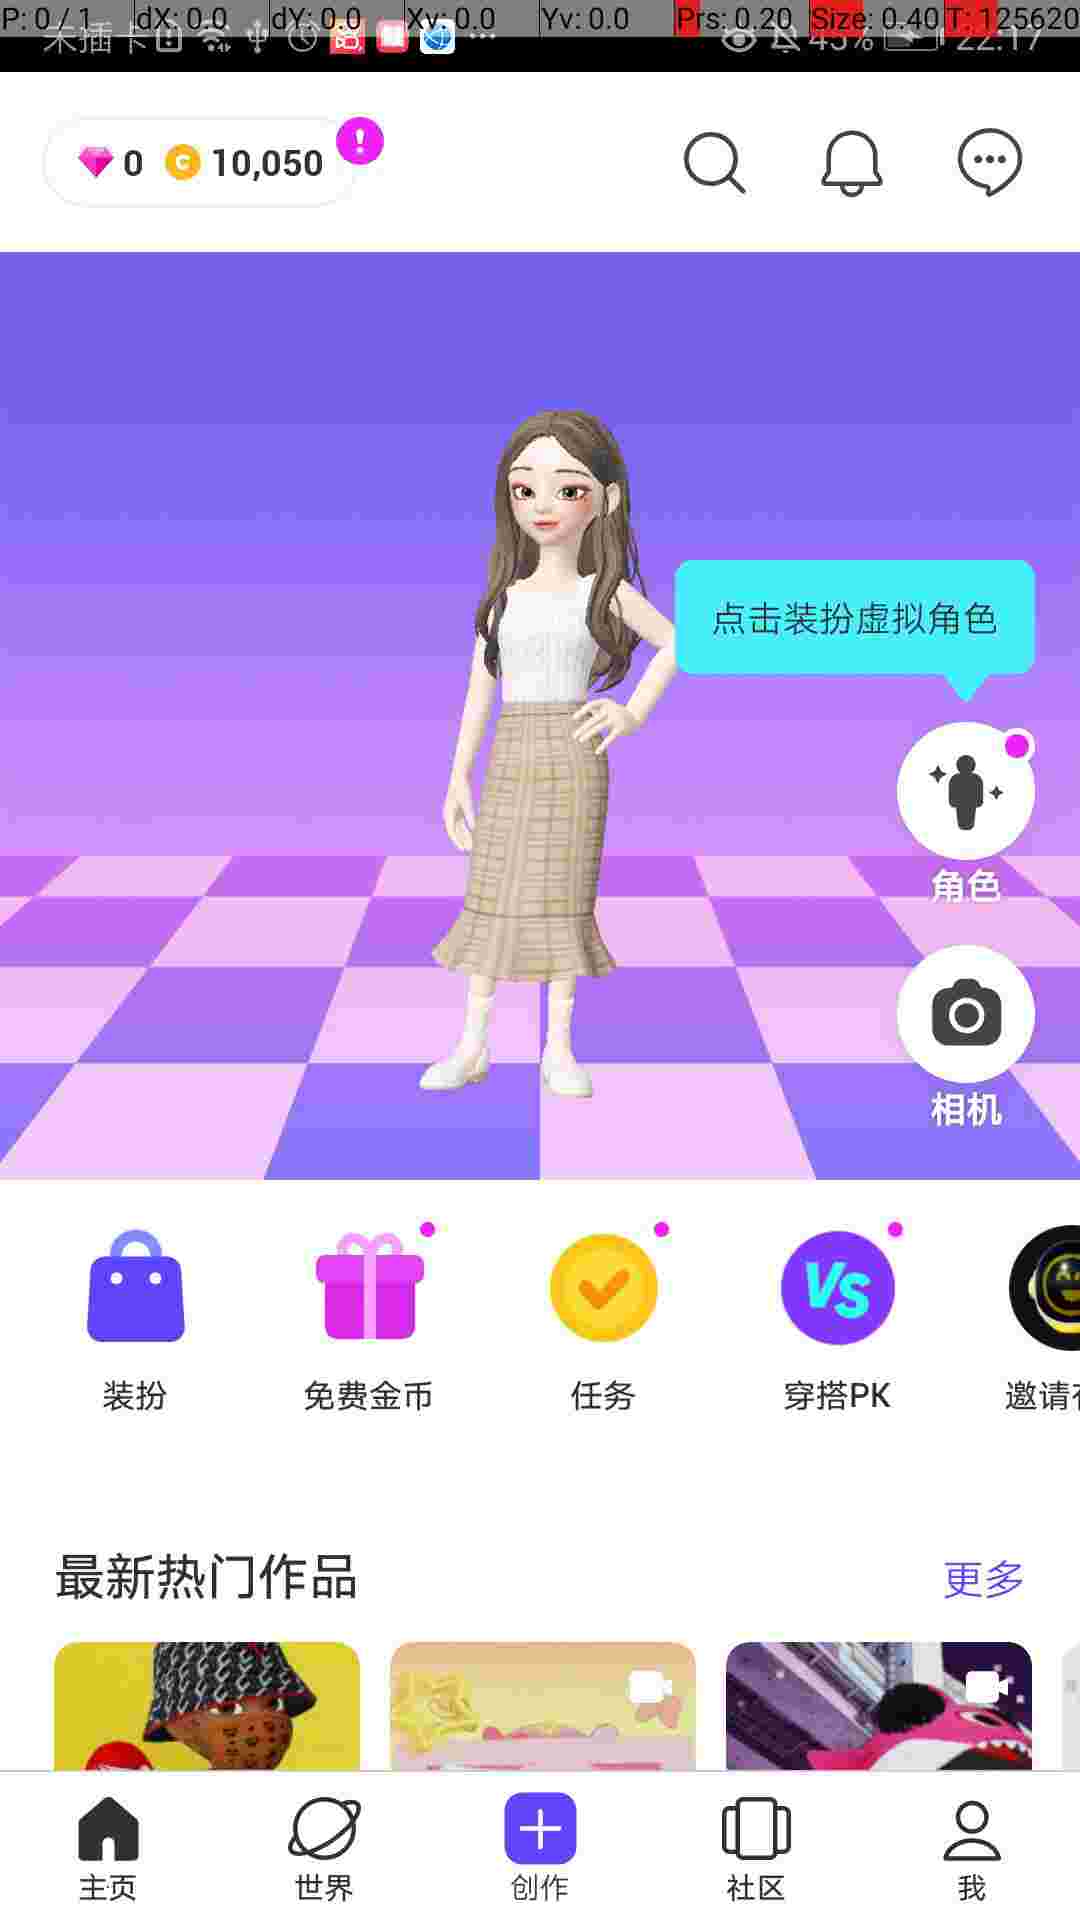 P: 0 / 1 dX: 0.0 dY: 0.0 Xv: 0.0 Yv: 0.0 Prs: 0.20 Size: 0.40 T: 125620
未插卡 45% 22:17
0 10,050
点击装扮虚拟角色
角色
相机
VS
装扮 免费金币 任务 穿搭PK 邀请
最新热门作品 更多
主页 世界 创作 社区 我